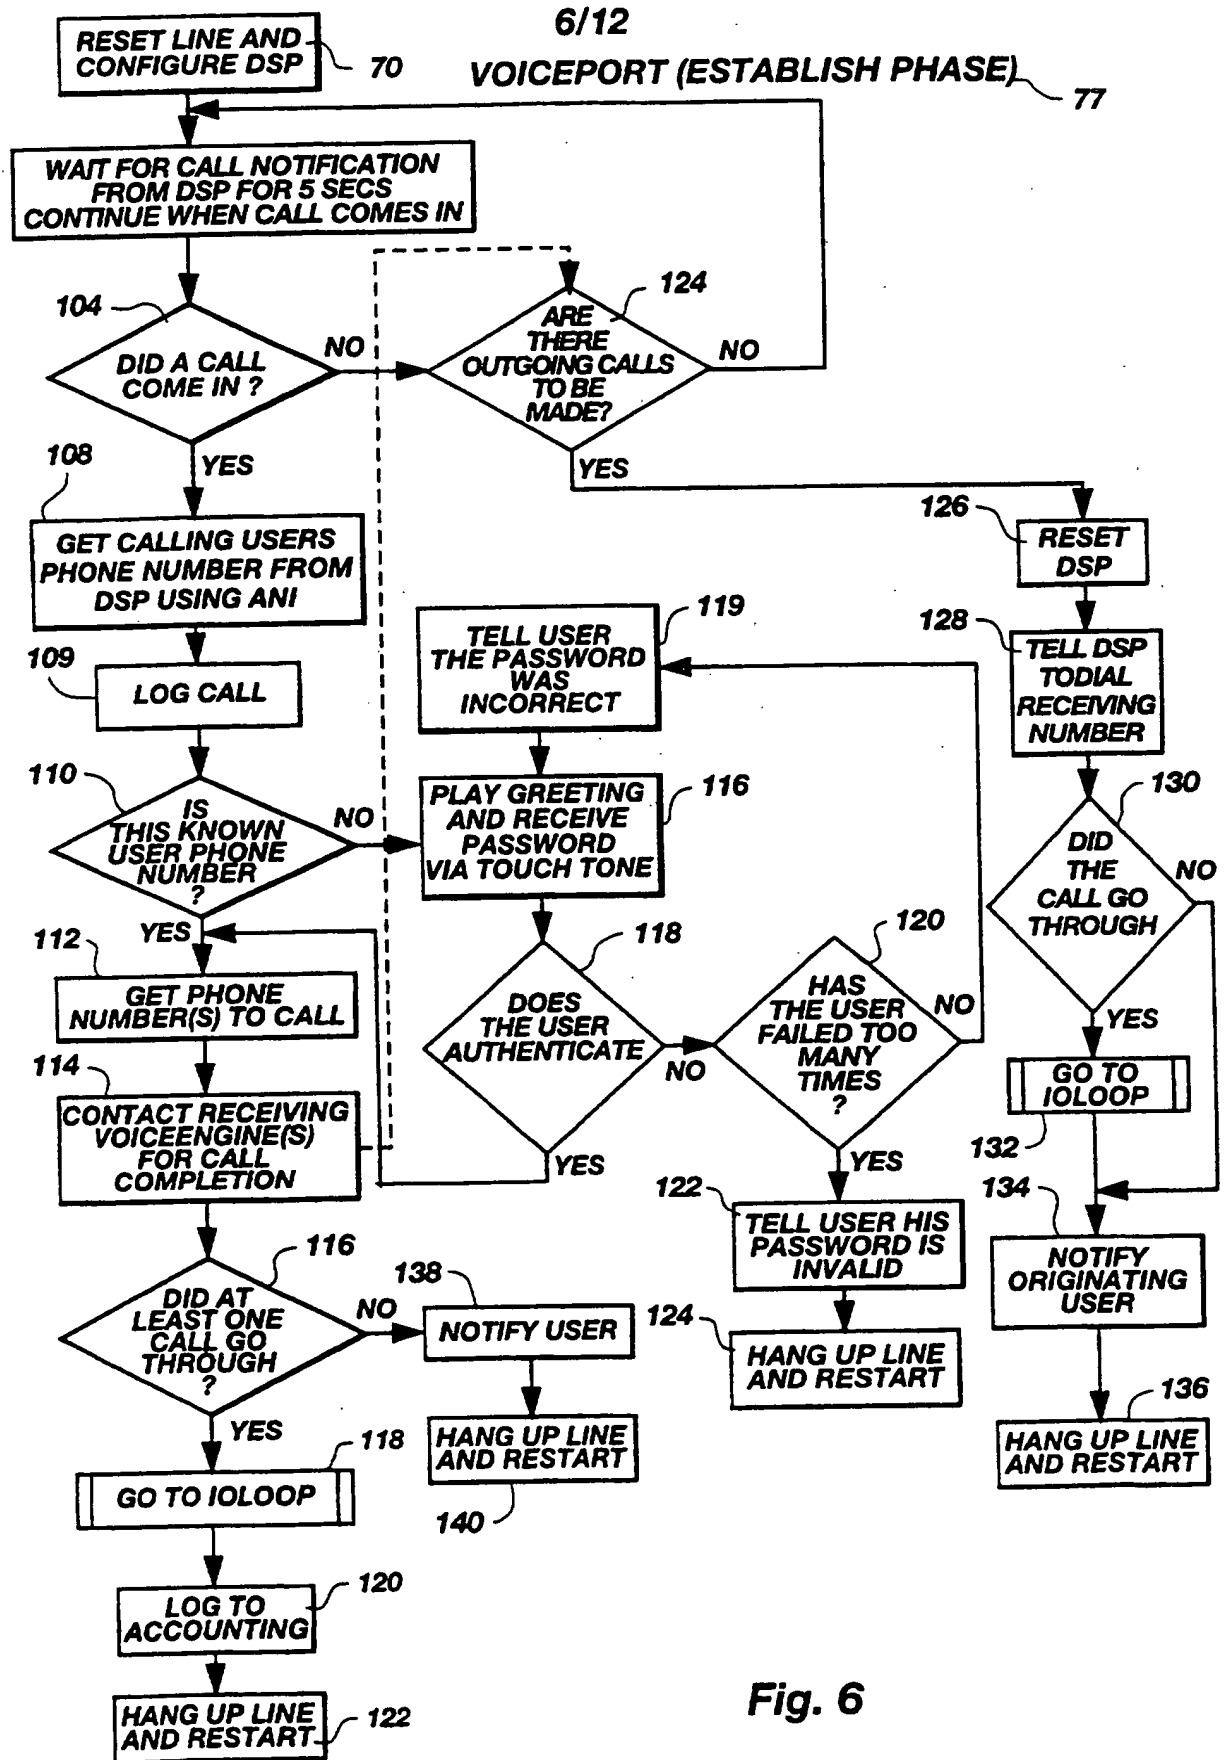 6/12
RESET LINE AND
CONFIGURE DSP
70
VOICEPORT (ESTABLISH PHASE)
77
WAIT FOR CALL NOTIFICATION
FROM DSP FOR 5 SECS
CONTINUE WHEN CALL COMES IN
104
DID A CALL
COME IN ?
NO
YES
124
ARE
THERE
OUTGOING CALLS
TO BE
MADE?
NO
YES
108
GET CALLING USERS
PHONE NUMBER FROM
DSP USING ANI
109
LOG CALL
110
IS
THIS KNOWN
USER PHONE
NUMBER
?
NO
YES
112
GET PHONE
NUMBER(S) TO CALL
114
CONTACT RECEIVING
VOICEENGINE(S)
FOR CALL
COMPLETION
116
DID AT
LEAST ONE
CALL GO
THROUGH
?
NO
YES
118
GO TO IOLOOP
120
LOG TO
ACCOUNTING
HANG UP LINE
AND RESTART
122
138
NOTIFY USER
HANG UP LINE
AND RESTART
140
119
TELL USER
THE PASSWORD
WAS
INCORRECT
116
PLAY GREETING
AND RECEIVE
PASSWORD
VIA TOUCH TONE
118
DOES
THE USER
AUTHENTICATE
NO
YES
120
HAS
THE USER
FAILED TOO
MANY
TIMES
?
NO
YES
122
TELL USER HIS
PASSWORD IS
INVALID
124
HANG UP LINE
AND RESTART
126
RESET
DSP
128
TELL DSP
TODIAL
RECEIVING
NUMBER
130
DID
THE
CALL GO
THROUGH
NO
YES
GO TO
IOLOOP
132
134
NOTIFY
ORIGINATING
USER
136
HANG UP LINE
AND RESTART
Fig. 6